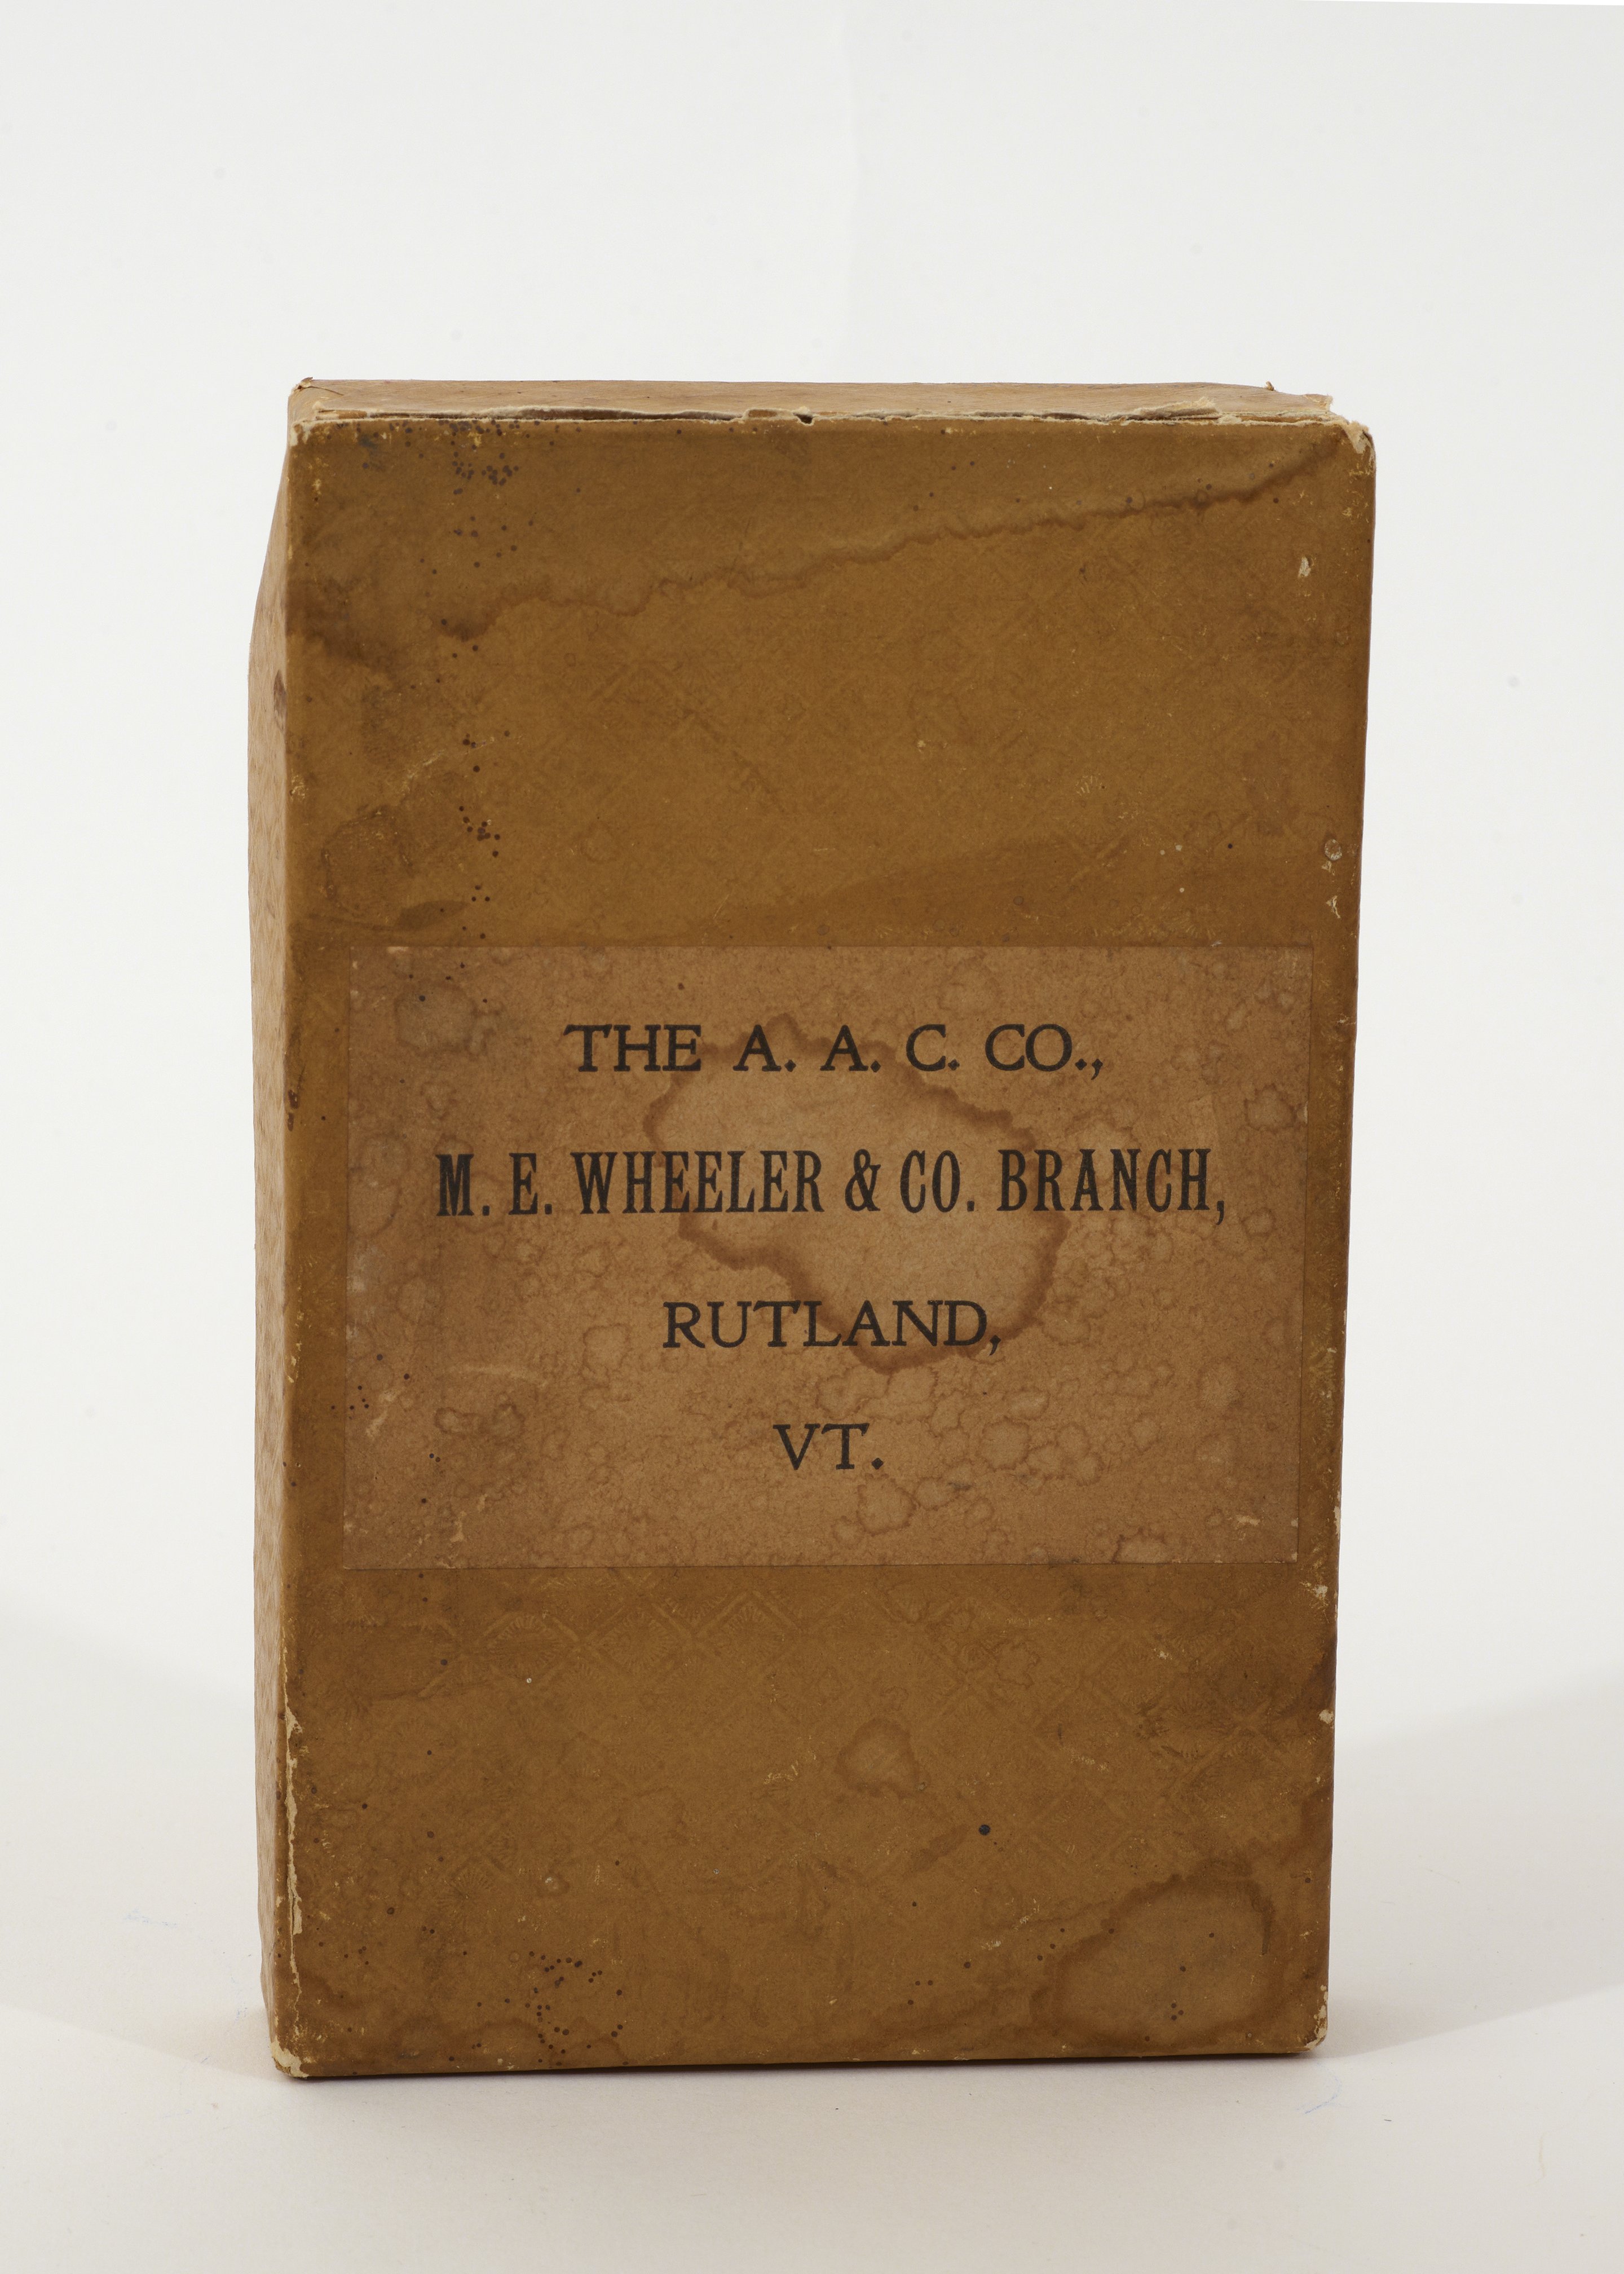 THE A. A. C. CO.,
M. E. WHEELER & CO. BRANCH,
RUTLAND,
VT.